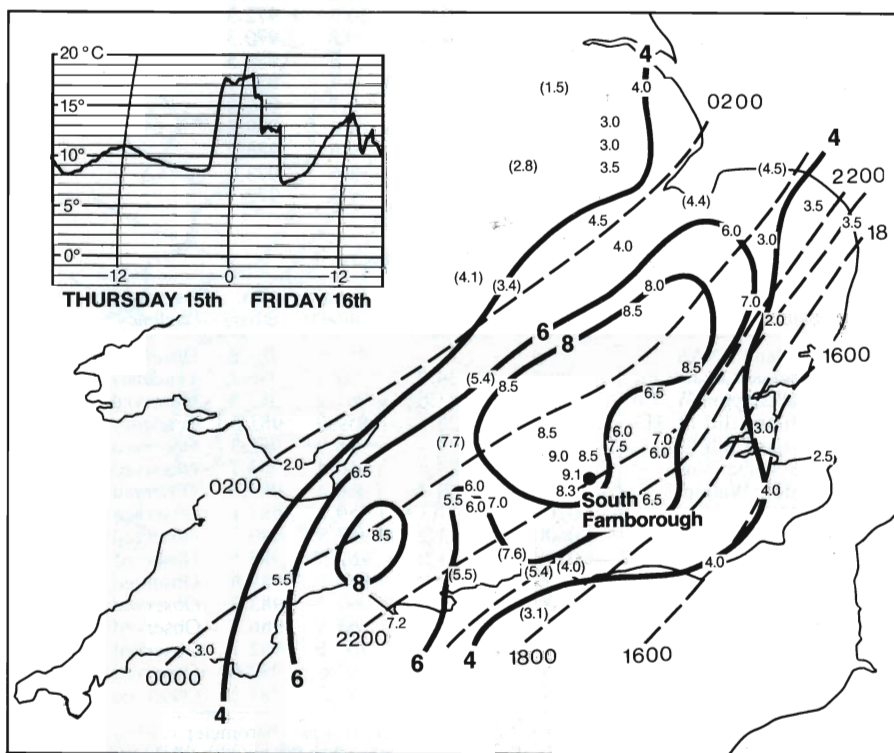 20°C
15°
10°
5°
0°
12 0 12
THURSDAY 15th FRIDAY 16th
4
(1.5) 4.0
0200
3.0
4
3.0
(2.8) 3.5 (4.5)
2200
(4.4) 3.5
4.5 6.0 3.5
4.0 3.0 18
(4.1) (3.4) 8.0
7.0
8.5 2.0
6
8
1600
(5.4) 8.5
8.5 6.5
8.5 6.0 3.0
(7.7) 7.5 7.0
9.0 8.5 6.0 2.5
2.0 6.5 9.1
0200 6.0 8.3 6.5 4.0
5.5 7.0 South
6.0 Farnborough
8.5
(7.6)
4.0
5.5 8 (5.5) (5.4) (4.0)
7.2 (3.1)
2200
3.0
0000 6 6 4 1800 1600
4